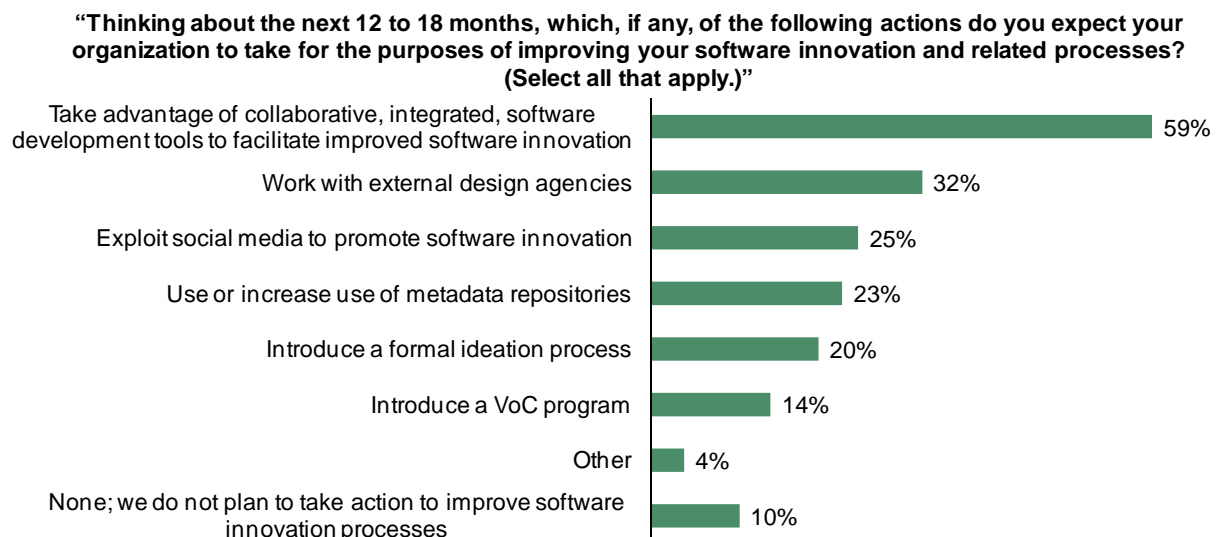 “Thinking about the next 12 to 18 months, which, if any, of the following actions do you expect your
organization to take for the purposes of improving your software innovation and related processes?
(Select all that apply.)”
Take advantage of collaborative, integrated, software
development tools to facilitate improved software innovation
59%
Work with external design agencies
32%
Exploit social media to promote software innovation
25%
Use or increase use of metadata repositories
23%
Introduce a formal ideation process
20%
Introduce a VoC program
14%
Other
4%
None; we do not plan to take action to improve software
innovation processes
10%